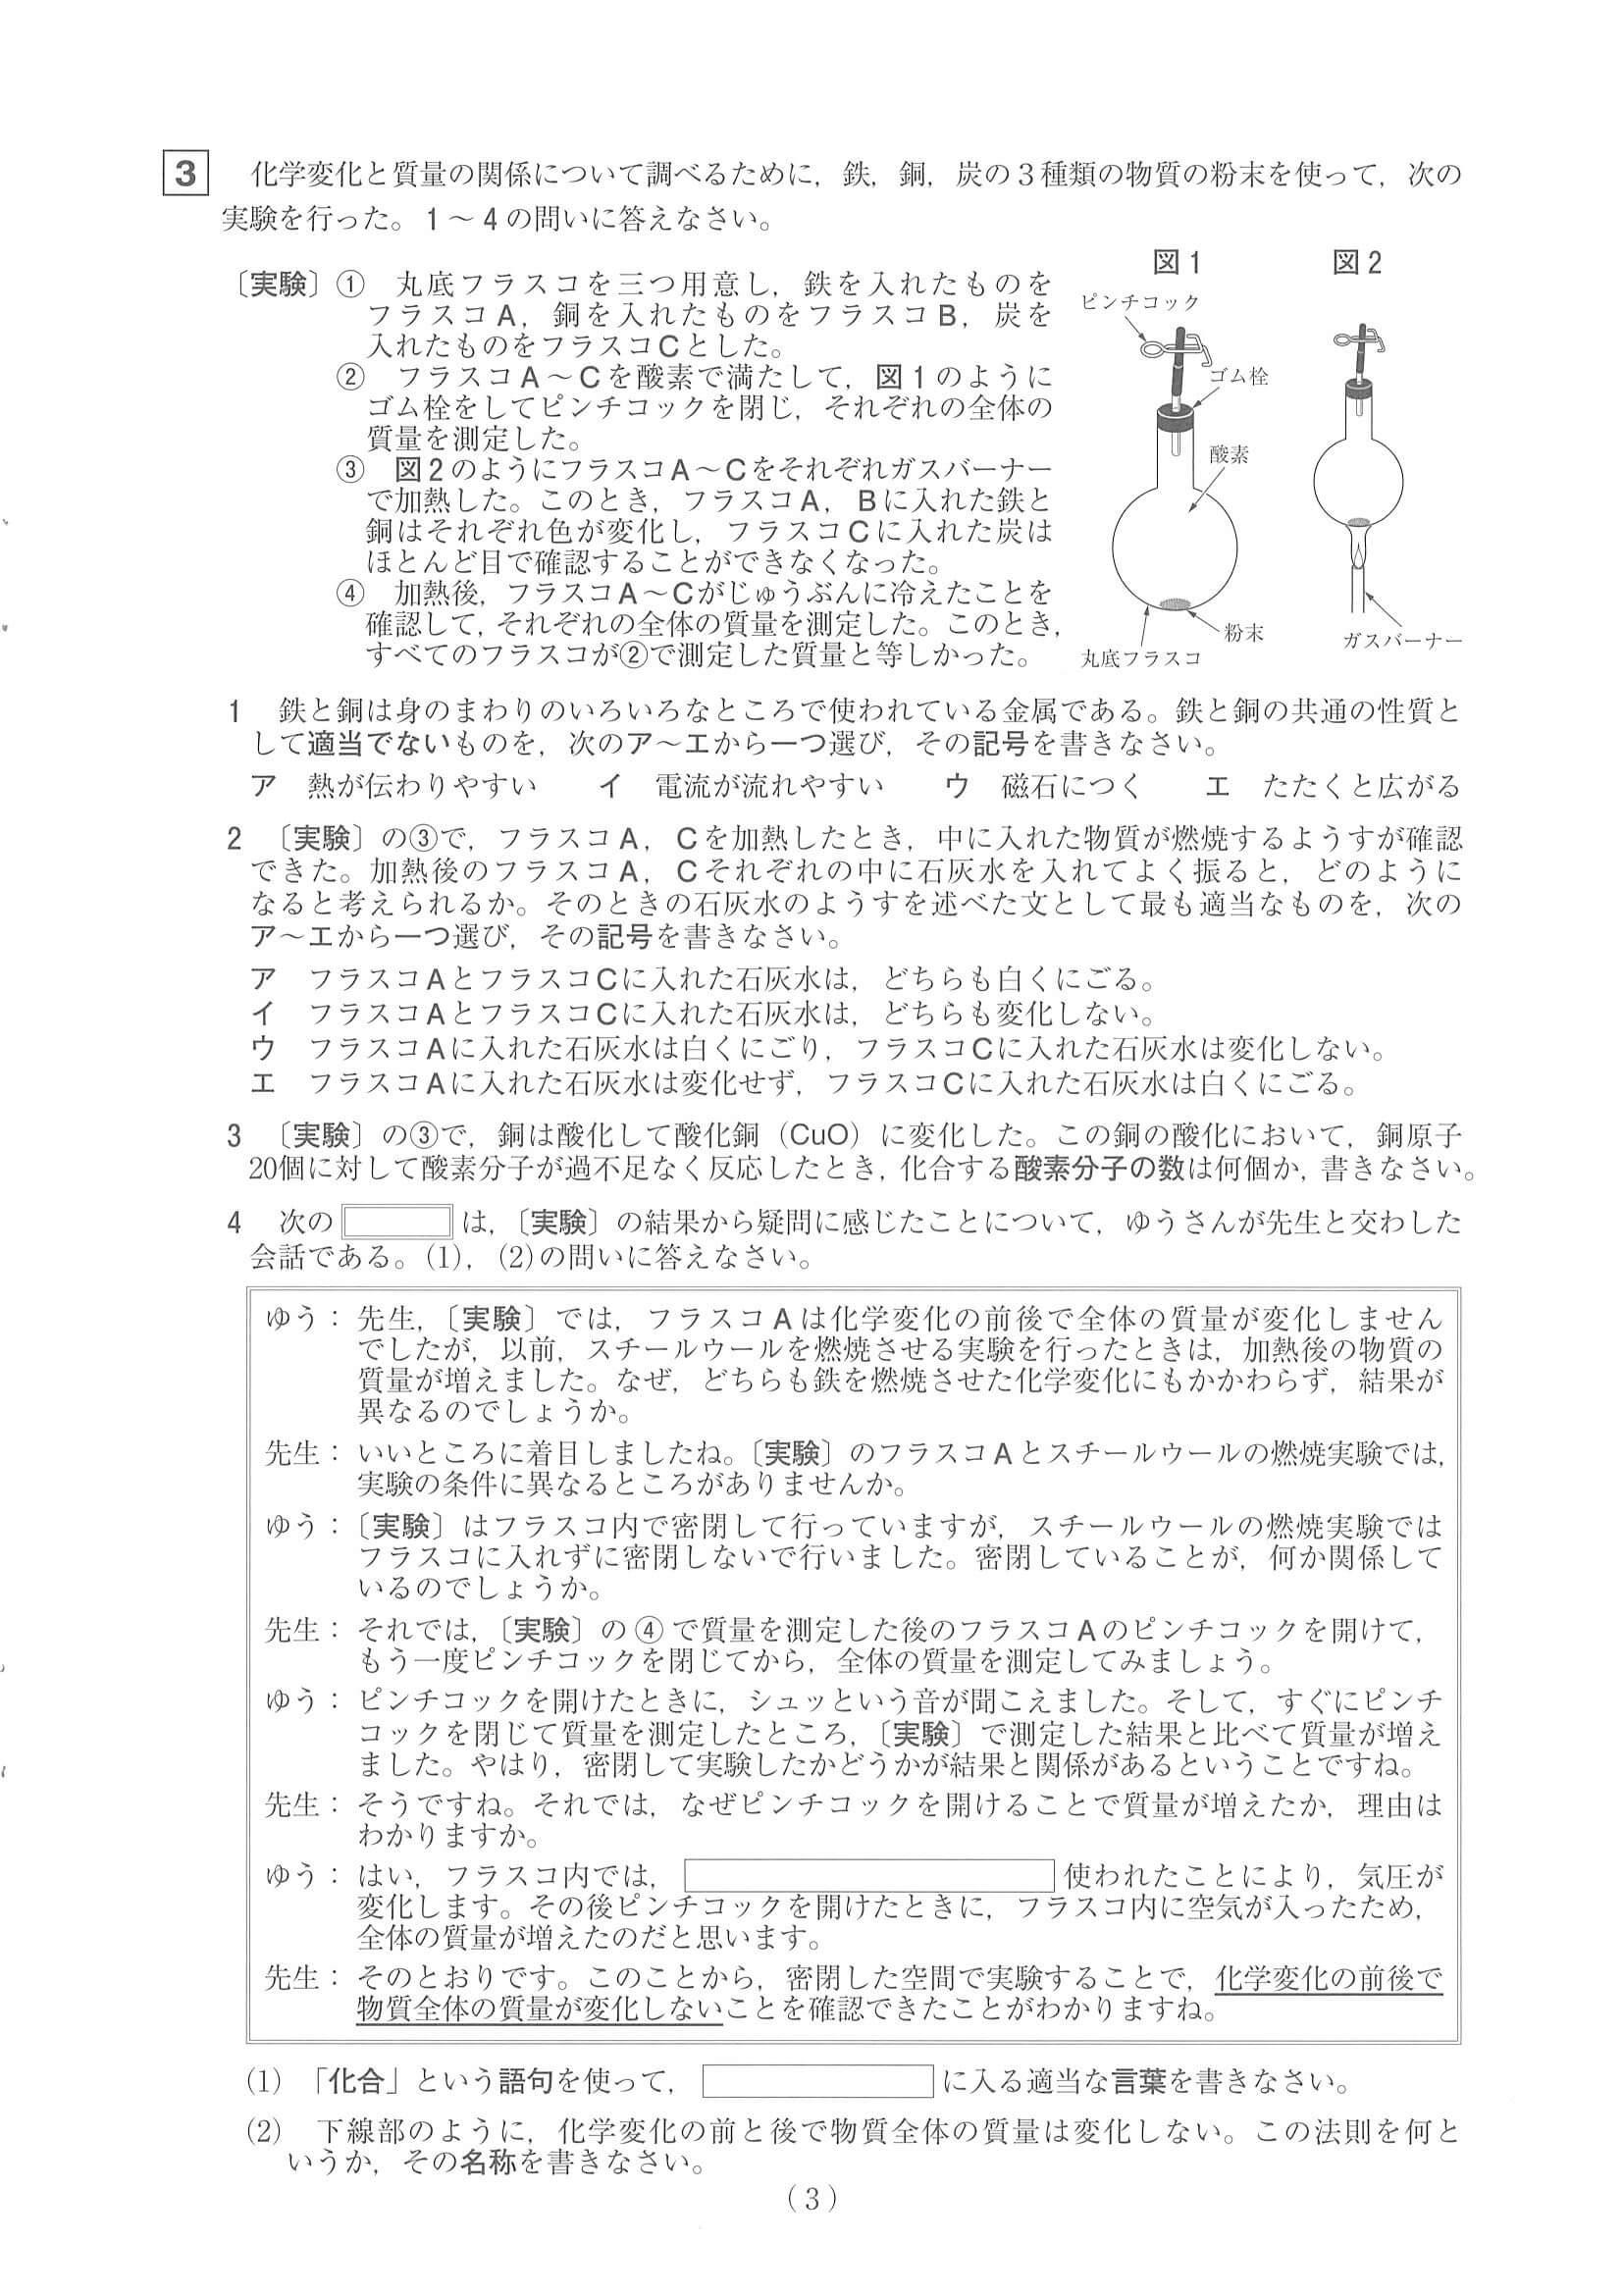 3 化学変化と質量の関係について調べるために，鉄，銅，炭の３種類の物質の粉末を使って，次の
実験を行った。1～4の問いに答えなさい。
図1
図2
〔実験〕① 丸底フラスコを三つ用意し，鉄を入れたものを
フラスコA，銅を入れたものをフラスコB，炭を
入れたものをフラスコCとした。
② フラスコA～Cを酸素で満たして，図1のように
ゴム栓をしてピンチコックを閉じ，それぞれの全体の
質量を測定した。
③ 図2のようにフラスコA～Cをそれぞれガスバーナー
で加熱した。このとき，フラスコA，Bに入れた鉄と
銅はそれぞれ色が変化し，フラスコCに入れた炭は
ほとんど目で確認することができなくなった。
④ 加熱後，フラスコA～Cがじゅうぶんに冷えたことを
確認して，それぞれの全体の質量を測定した。このとき，
すべてのフラスコが②で測定した質量と等しかった。
ピンチコック
ゴム栓
酸素
粉末
丸底フラスコ
ガスバーナー
1 鉄と銅は身のまわりのいろいろなところで使われている金属である。鉄と銅の共通の性質と
して適当でないものを，次のア～エから一つ選び，その記号を書きなさい。
ア 熱が伝わりやすい イ 電流が流れやすい ウ 磁石につく エ たたくと広がる
2 〔実験〕の③で，フラスコA，Cを加熱したとき，中に入れた物質が燃焼するようすが確認
できた。加熱後のフラスコA，Cそれぞれの中に石灰水を入れてよく振ると，どのように
なると考えられるか。そのときの石灰水のようすを述べた文として最も適当なものを，次の
ア～エから一つ選び，その記号を書きなさい。
ア フラスコAとフラスコCに入れた石灰水は，どちらも白くにごる。
イ フラスコAとフラスコCに入れた石灰水は，どちらも変化しない。
ウ フラスコAに入れた石灰水は白くにごり，フラスコCに入れた石灰水は変化しない。
エ フラスコAに入れた石灰水は変化せず，フラスコCに入れた石灰水は白くにごる。
3 〔実験〕の③で，銅は酸化して酸化銅（CuO）に変化した。この銅の酸化において，銅原子
20個に対して酸素分子が過不足なく反応したとき，化合する酸素分子の数は何個か，書きなさい。
4 次の は，〔実験〕の結果から疑問に感じたことについて，ゆうさんが先生と交わした
会話である。(1)，(2)の問いに答えなさい。
ゆう：先生，〔実験〕では，フラスコAは化学変化の前後で全体の質量が変化しません
でしたが，以前，スチールウールを燃焼させる実験を行ったときは，加熱後の物質の
質量が増えました。なぜ，どちらも鉄を燃焼させた化学変化にもかかわらず，結果が
異なるのでしょうか。
先生：いいところに着目しましたね。〔実験〕のフラスコAとスチールウールの燃焼実験では，
実験の条件に異なるところがありませんか。
ゆう：〔実験〕はフラスコ内で密閉して行っていますが，スチールウールの燃焼実験では
フラスコに入れずに密閉しないで行いました。密閉していることが，何か関係して
いるのでしょうか。
先生：それでは，〔実験〕の④で質量を測定した後のフラスコAのピンチコックを開けて，
もう一度ピンチコックを閉じてから，全体の質量を測定してみましょう。
ゆう：ピンチコックを開けたときに，シュッという音が聞こえました。そして，すぐにピンチ
コックを閉じて質量を測定したところ，〔実験〕で測定した結果と比べて質量が増え
ました。やはり，密閉して実験したかどうかが結果と関係があるということですね。
先生：そうですね。それでは，なぜピンチコックを開けることで質量が増えたか，理由は
わかりますか。
ゆう：はい，フラスコ内では， 使われたことにより，気圧が
変化します。その後ピンチコックを開けたときに，フラスコ内に空気が入ったため，
全体の質量が増えたのだと思います。
先生：そのとおりです。このことから，密閉した空間で実験することで，化学変化の前後で
物質全体の質量が変化しないことを確認できたことがわかりますね。
(1) 「化合」という語句を使って， に入る適当な言葉を書きなさい。
(2) 下線部のように，化学変化の前と後で物質全体の質量は変化しない。この法則を何と
いうか，その名称を書きなさい。
（3）